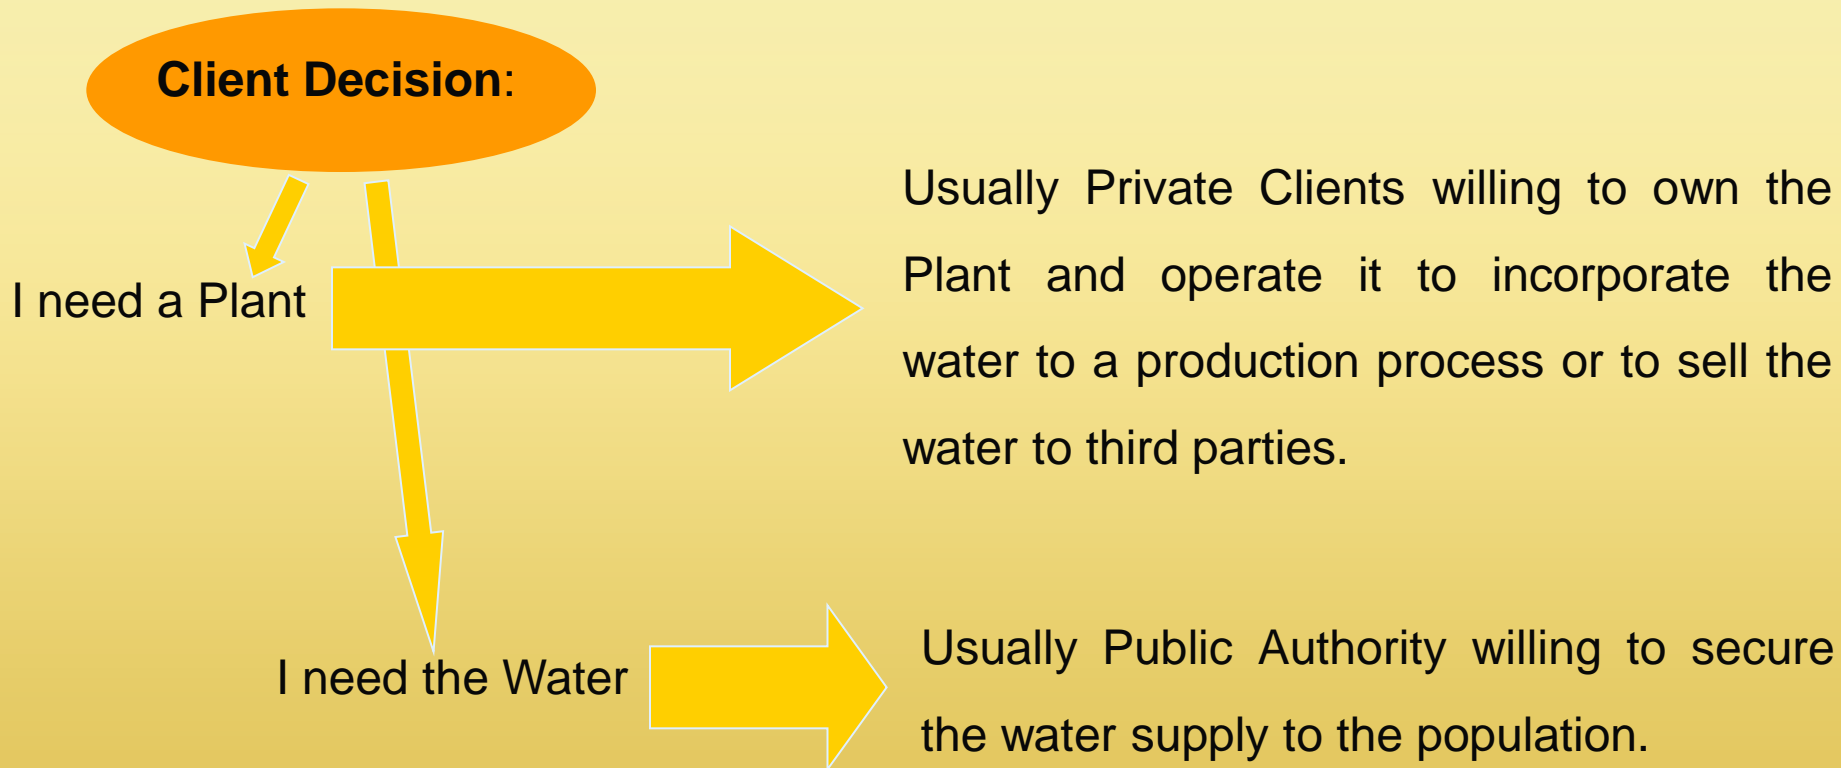 Client Decision:
I need a Plant
Usually Private Clients willing to own the
Plant and operate it to incorporate the
water to a production process or to sell the
water to third parties.
I need the Water
Usually Public Authority willing to secure
the water supply to the population.